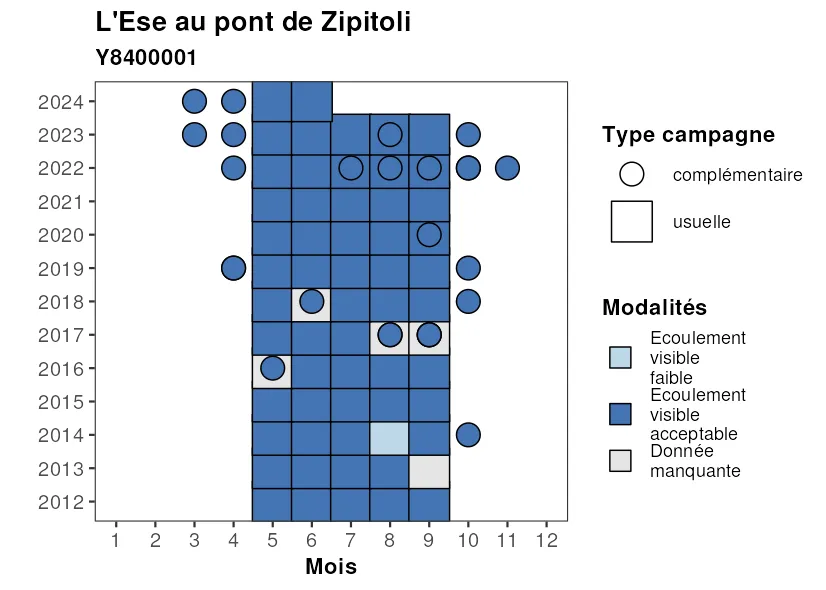 L'Ese au pont de Zipitoli
Y8400001
2024
2023
2022
2021
2020
2019
2018
2017
2016
2015
2014
2013
2012
1 2 3 4 5 6 7 8 9 10 11 12
Mois
Type campagne
complémentaire
usuelle
Modalités
Ecoulement
visible
faible
Ecoulement
visible
acceptable
Donnée
manquante